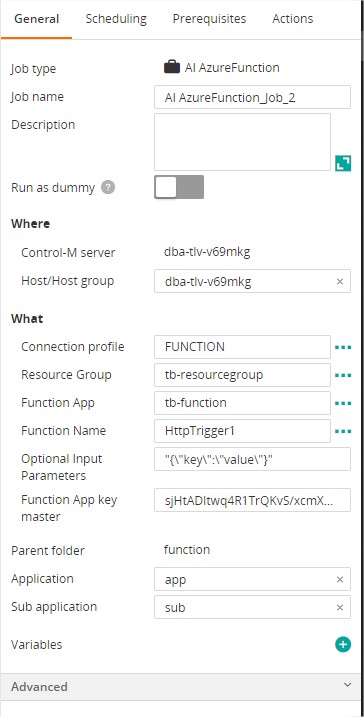 General Scheduling Prerequisites Actions
Job type AI AzureFunction
Job name AI AzureFunction_Job_2
Description
Run as dummy ?
Where
Control-M server dba-tlv-v69mkg
Host/Host group dba-tlv-v69mkg ×
What
Connection profile FUNCTION
Resource Group tb-resourcegroup
Function App tb-function
Function Name HttpTrigger1
Optional Input "{\"key\":\"value\"}"
Parameters
Function App key sjHtADltwq4R1TrQKvS/xcmX...
master
Parent folder function
Application app ×
Sub application sub ×
Variables
Advanced